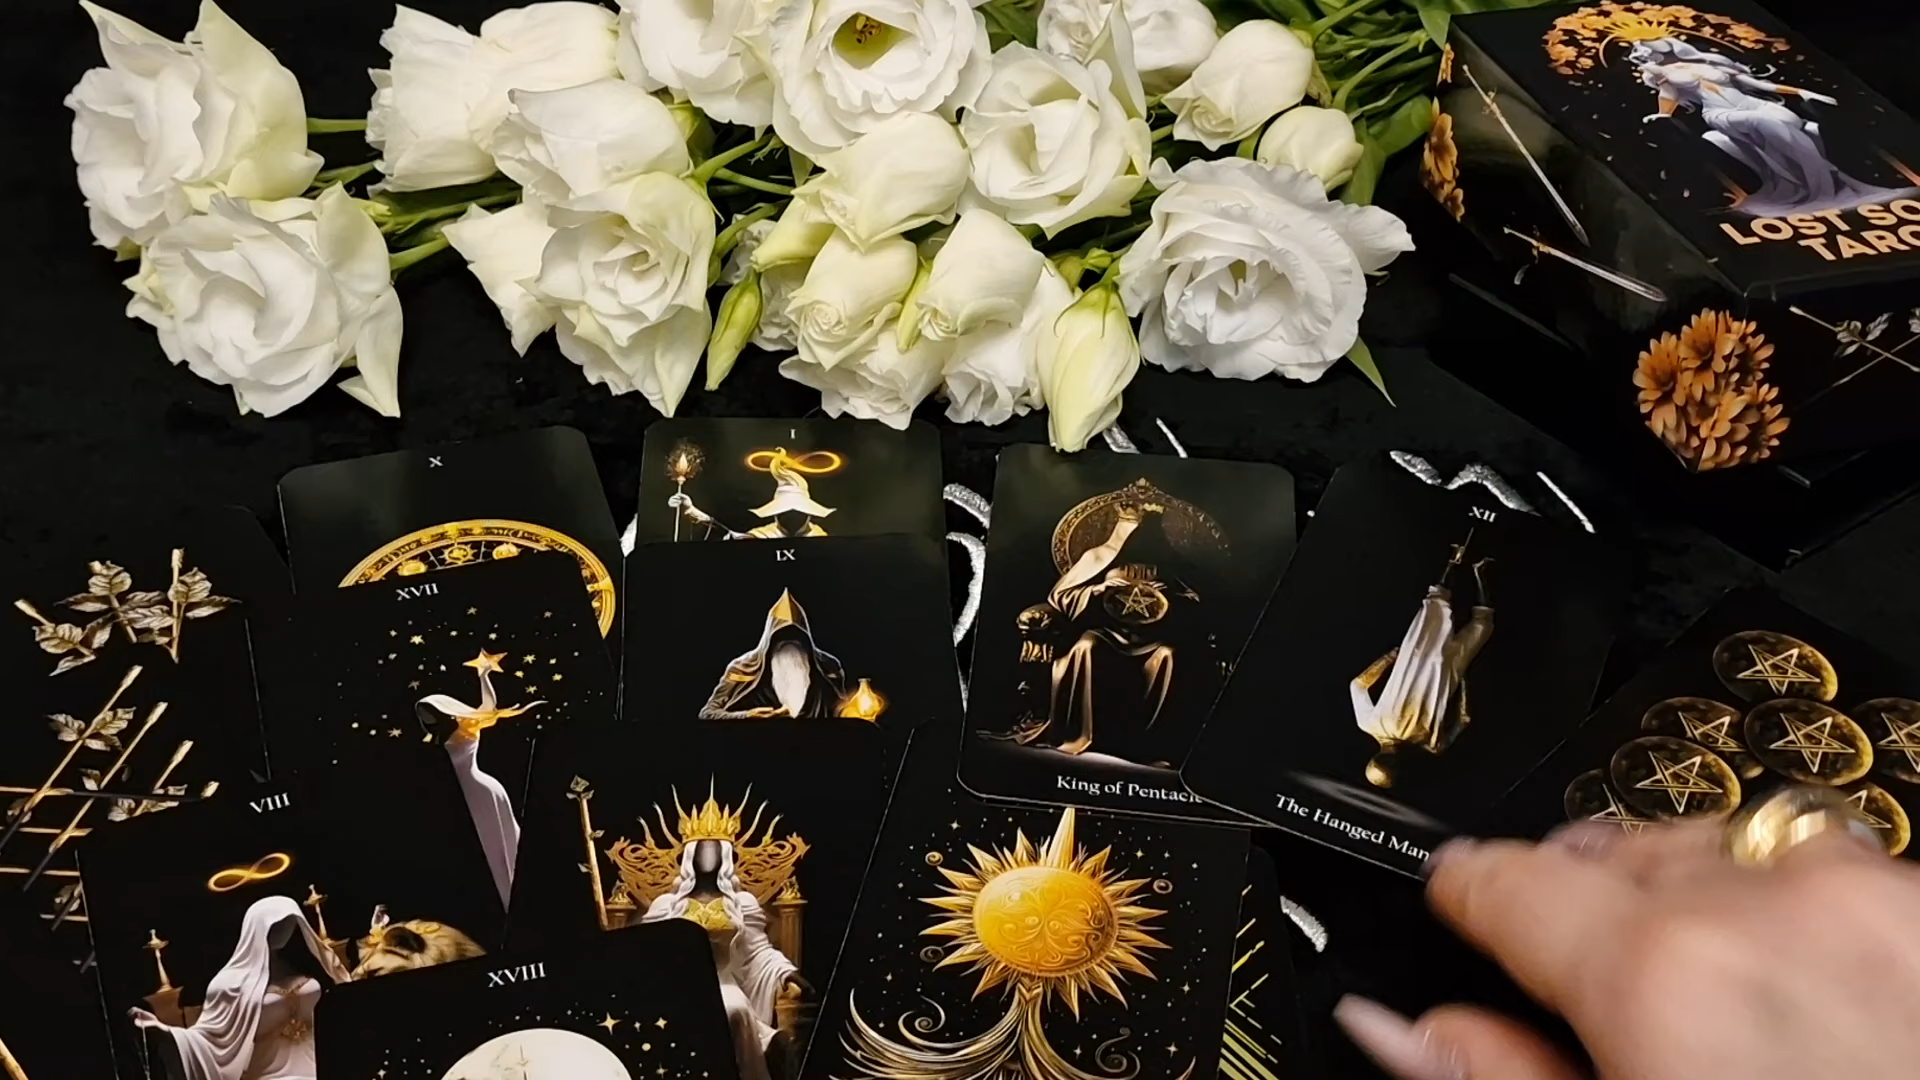 LOST SO
TARO
X
I
XVII
IX
XII
King of Pentacle
The Hanged Man
VIII
XVIII